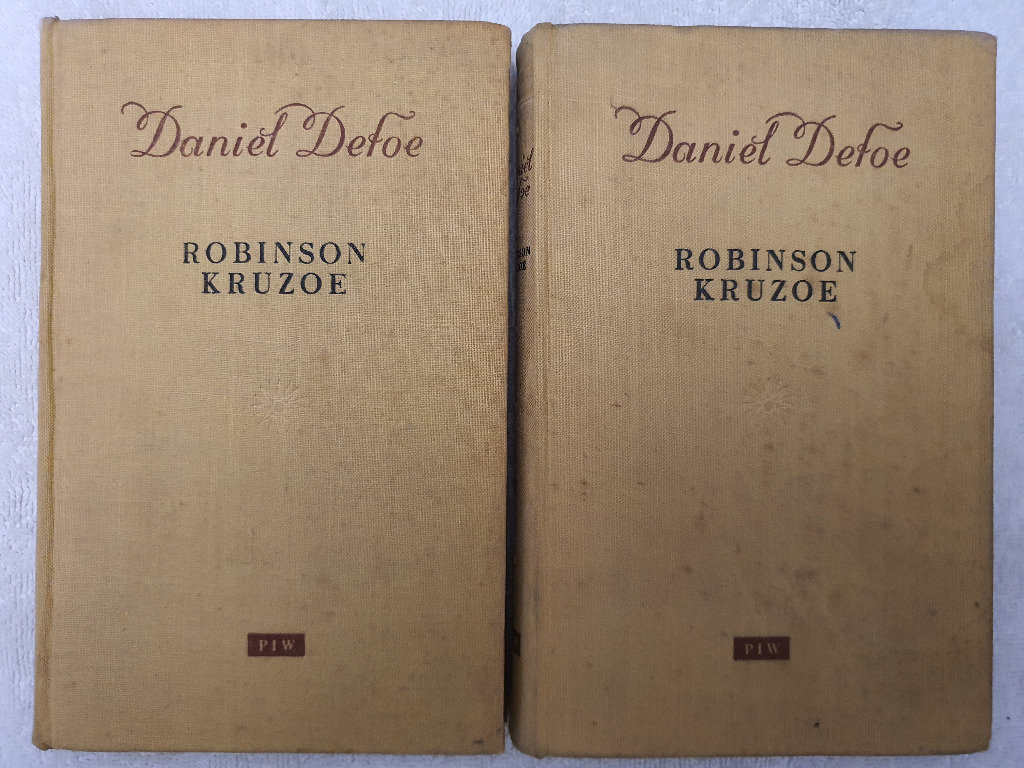 Daniel Defoe
ROBINSON
KRUZOE
PIW
Daniel Defoe
ROBINSON
KRUZOE
PIW